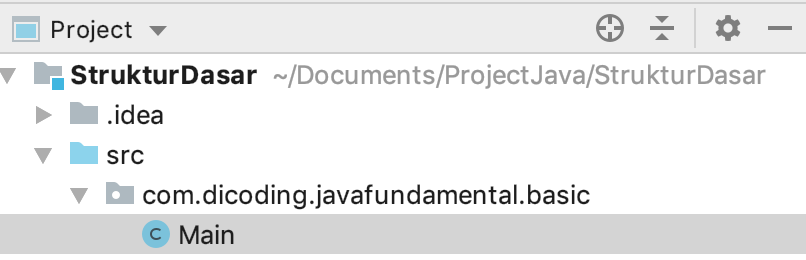 Project
StrukturDasar ~/Documents/ProjectJava/StrukturDasar
.idea
src
com.dicoding.javafundamental.basic
C Main